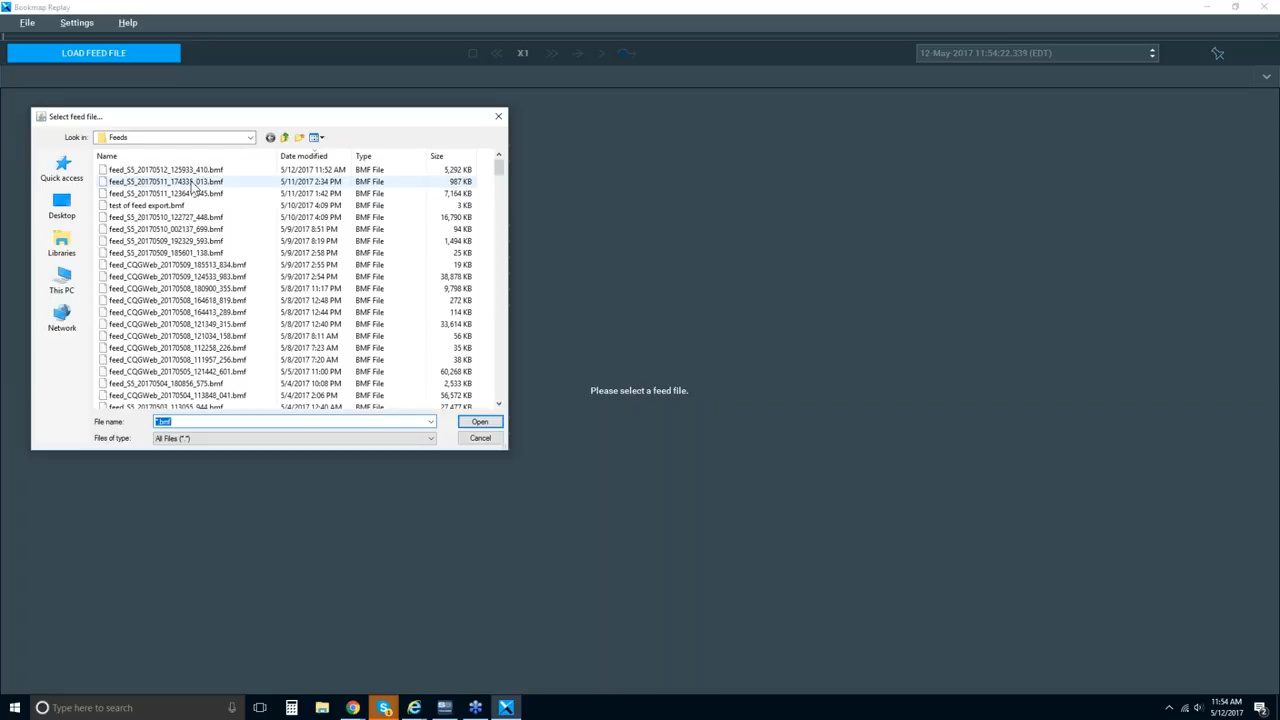 Bookmap Replay
File Settings Help
LOAD FEED FILE
X1
12-May-2017 11:54:22.339 (EDT)
Select feed file...
Look in: Feeds
Name Date modified Type Size
feed_S5_20170512_125933_410.bmf 5/12/2017 11:52 AM BMF File 5,292 KB
feed_S5_20170511_174335_013.bmf 5/11/2017 2:34 PM BMF File 987 KB
5/11/2017 1:42 PM BMF File 7,164 KB
test of feed export.bmf 5/10/2017 4:09 PM BMF File 3 KB
feed_S5_20170510_122727_448.bmf 5/10/2017 4:09 PM BMF File 16,790 KB
feed_S5_20170510_002137_699.bmf 5/9/2017 8:51 PM BMF File 94 KB
feed_S5_20170509_192329_593.bmf 5/9/2017 8:19 PM BMF File 1,494 KB
feed_S5_20170509_185601_138.bmf 5/9/2017 2:58 PM BMF File 25 KB
feed_CQGWeb_20170509_185513_834.bmf 5/9/2017 2:55 PM BMF File 19 KB
feed_CQGWeb_20170509_124533_983.bmf 5/9/2017 2:54 PM BMF File 38,878 KB
feed_CQGWeb_20170508_180900_355.bmf 5/8/2017 11:17 PM BMF File 9,798 KB
feed_CQGWeb_20170508_164618_819.bmf 5/8/2017 12:48 PM BMF File 272 KB
feed_CQGWeb_20170508_164413_289.bmf 5/8/2017 12:44 PM BMF File 114 KB
feed_CQGWeb_20170508_121349_315.bmf 5/8/2017 12:40 PM BMF File 33,614 KB
feed_CQGWeb_20170508_121034_158.bmf 5/8/2017 8:11 AM BMF File 56 KB
feed_CQGWeb_20170508_112258_226.bmf 5/8/2017 7:23 AM BMF File 35 KB
feed_CQGWeb_20170508_111957_256.bmf 5/8/2017 7:20 AM BMF File 38 KB
feed_CQGWeb_20170505_121442_601.bmf 5/5/2017 11:00 PM BMF File 60,268 KB
feed_S5_20170504_180856_575.bmf 5/4/2017 10:08 PM BMF File 2,533 KB
feed_CQGWeb_20170504_113848_041.bmf 5/4/2017 2:06 PM BMF File 56,572 KB
feed_S5_20170503_113055_944.bmf 5/4/2017 12:40 AM BMF File 27,477 KB
Quick access
Desktop
Libraries
This PC
Network
File name: *.bmf Open
Files of type: All Files (*.*) Cancel
Please select a feed file.
Type here to search
11:54 AM
5/12/2017